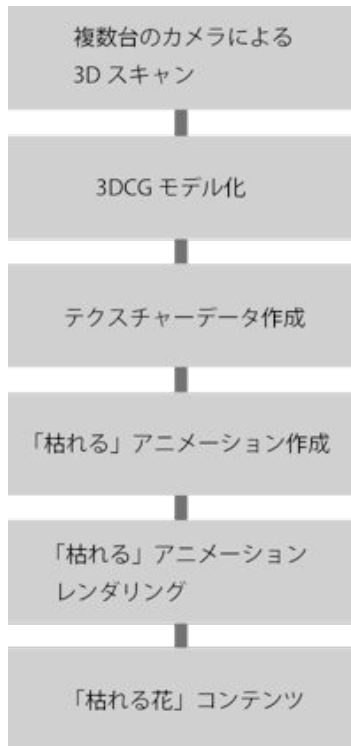 複数台のカメラによる
3D スキャン
3DCG モデル化
テクスチャーデータ作成
「枯れる」アニメーション作成
「枯れる」アニメーション
レンダリング
「枯れる花」コンテンツ